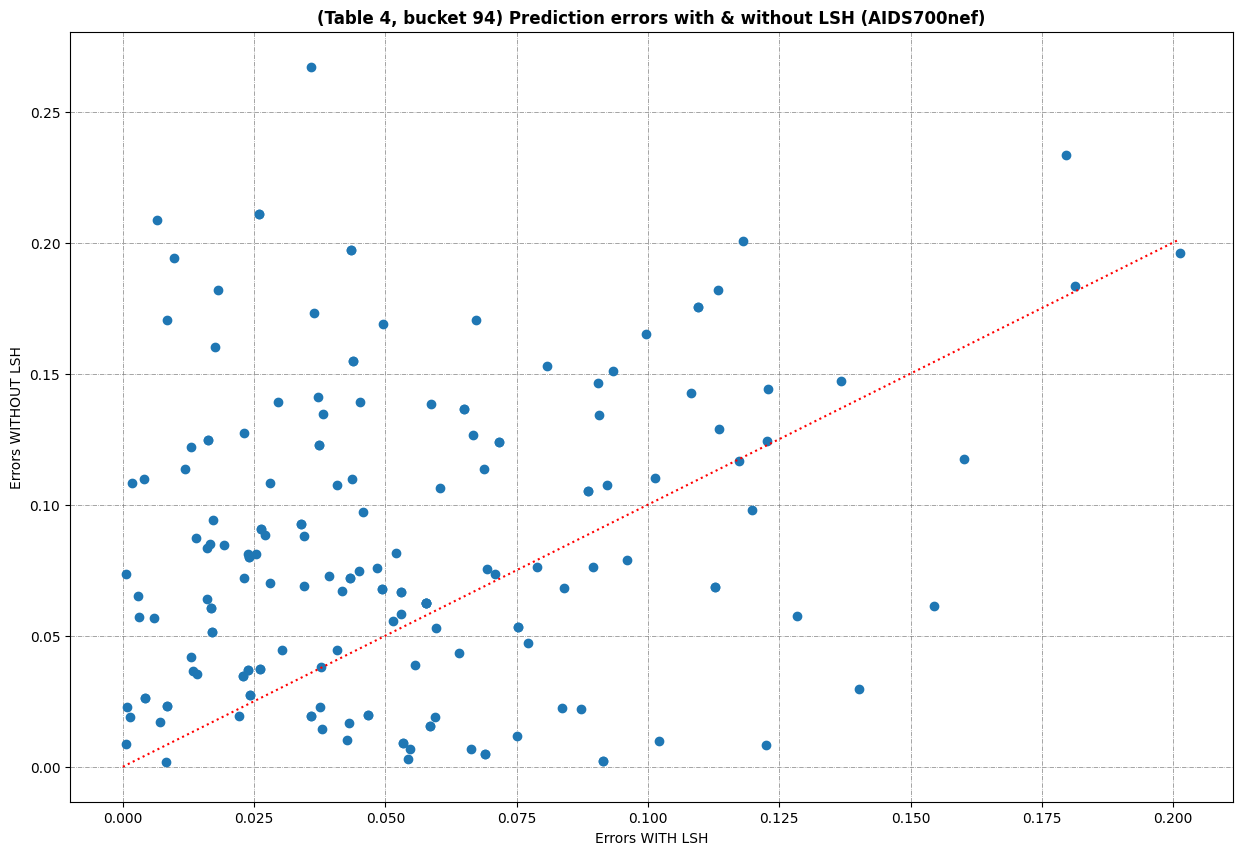 (Table 4, bucket 94) Prediction errors with & without LSH (AIDS700nef)
Errors WITHOUT LSH
0.25
0.20
0.15
0.10
0.05
0.00
0.000 0.025 0.050 0.075 0.100 0.125 0.150 0.175 0.200
Errors WITH LSH